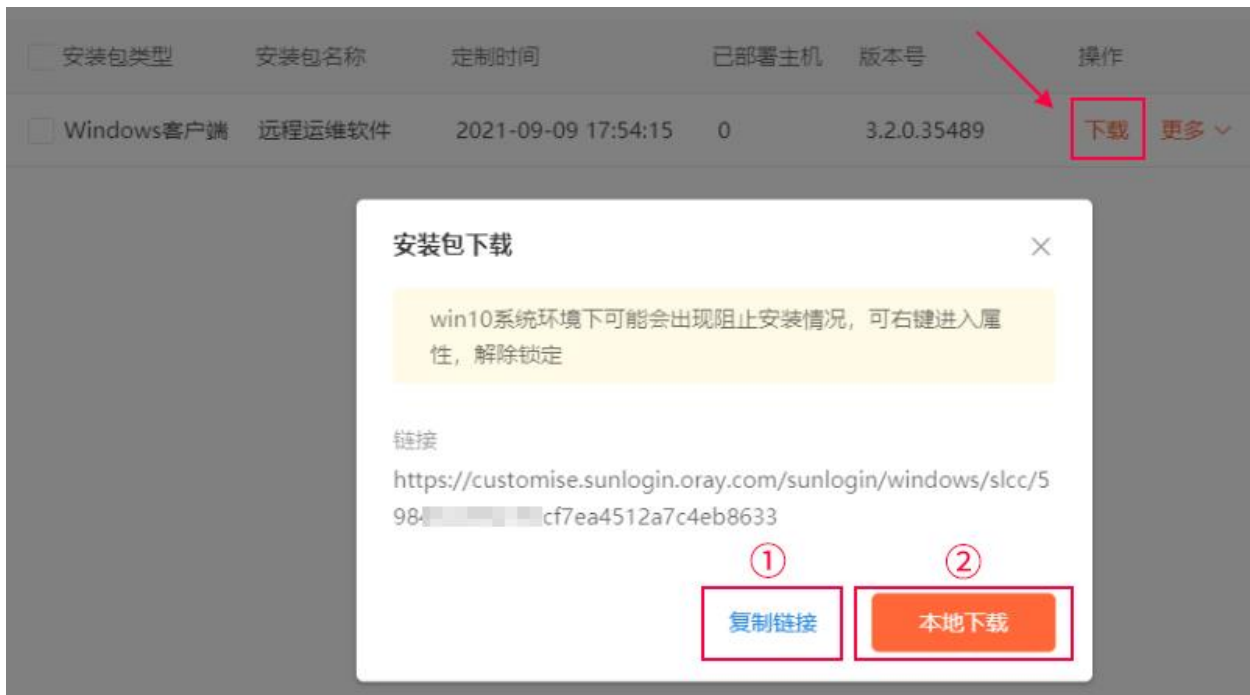 安装包类型 安装包名称 定制时间 已部署主机 版本号 操作
Windows客户端 远程运维软件 2021-09-09 17:54:15 0 3.2.0.35489 下载 更多
安装包下载
win10系统环境下可能会出现阻止安装情况，可右键进入属
性，解除锁定
链接
https://customise.sunlogin.oray.com/sunlogin/windows/slcc/5
984 cf7ea4512a7c4eb8633
① ②
复制链接 本地下载